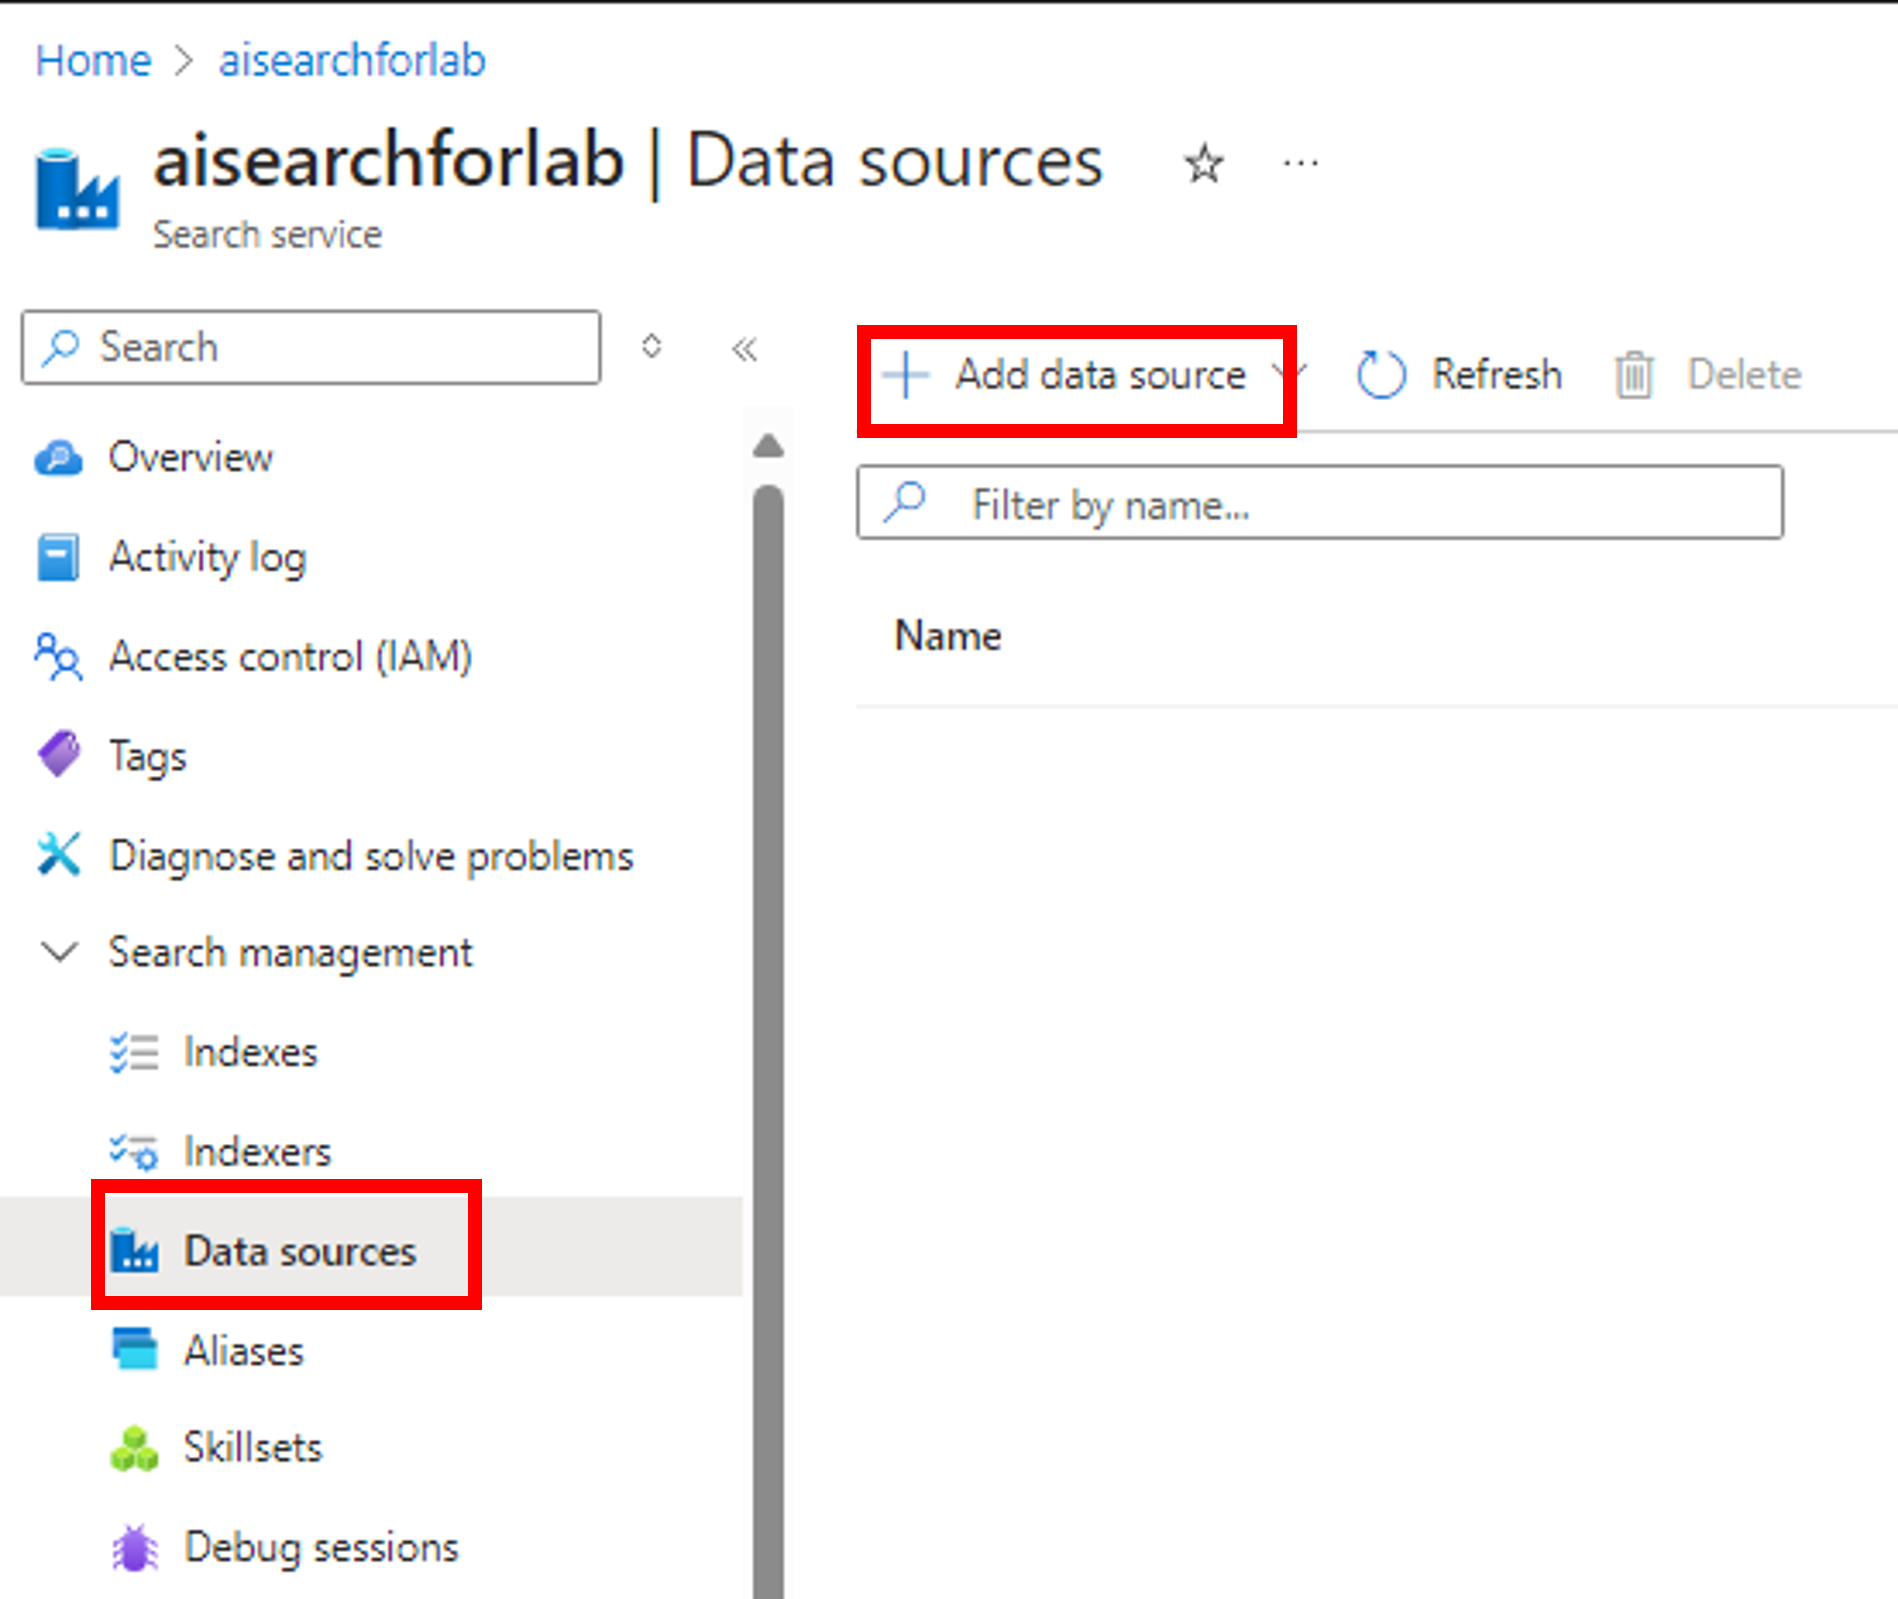 Home > aisearchforlab
aisearchforlab | Data sources
Search service
Search
Add data source
Refresh
Delete
Filter by name...
Name
Overview
Activity log
Access control (IAM)
Tags
Diagnose and solve problems
Search management
Indexes
Indexers
Data sources
Aliases
Skillsets
Debug sessions